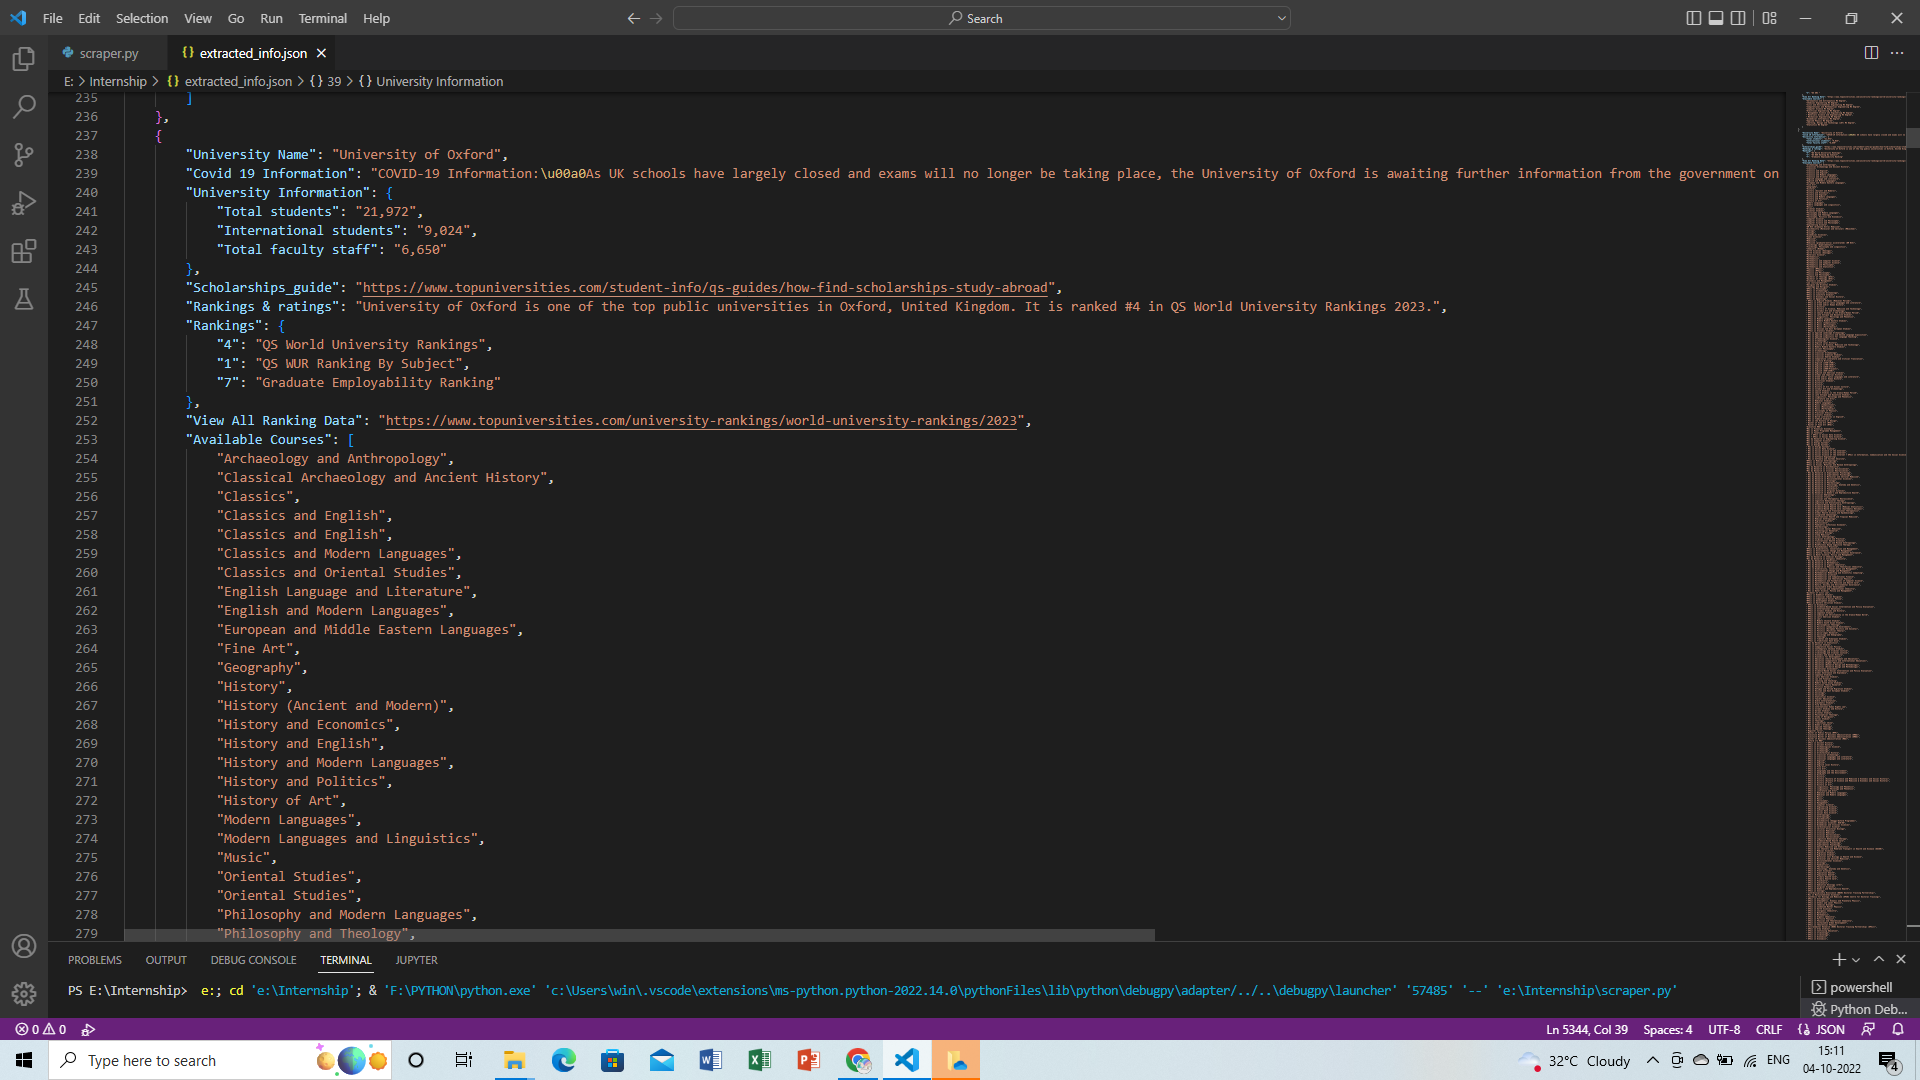 File Edit Selection View Go Run Terminal Help
Search
scraper.py
{} extracted_info.json
E: > Internship > {} extracted_info.json > {} 39 > {} University Information
235 ]
236 },
237 {
238 "University Name": "University of Oxford",
239 "Covid 19 Information": "COVID-19 Information:\u00a0As UK schools have largely closed and exams will no longer be taking place, the University of Oxford is awaiting further information from the government on
240 "University Information": {
241 "Total students": "21,972",
242 "International students": "9,024",
243 "Total faculty staff": "6,650"
244 },
245 "Scholarships_guide": "https://www.topuniversities.com/student-info/qs-guides/how-find-scholarships-study-abroad",
246 "Rankings & ratings": "University of Oxford is one of the top public universities in Oxford, United Kingdom. It is ranked #4 in QS World University Rankings 2023.",
247 "Rankings": {
248 "4": "QS World University Rankings",
249 "1": "QS WUR Ranking By Subject",
250 "7": "Graduate Employability Ranking"
251 },
252 "View All Ranking Data": "https://www.topuniversities.com/university-rankings/world-university-rankings/2023",
253 "Available Courses": [
254 "Archaeology and Anthropology",
255 "Classical Archaeology and Ancient History",
256 "Classics",
257 "Classics and English",
258 "Classics and English",
259 "Classics and Modern Languages",
260 "Classics and Oriental Studies",
261 "English Language and Literature",
262 "English and Modern Languages",
263 "European and Middle Eastern Languages",
264 "Fine Art",
265 "Geography",
266 "History",
267 "History (Ancient and Modern)",
268 "History and Economics",
269 "History and English",
270 "History and Modern Languages",
271 "History and Politics",
272 "History of Art",
273 "Modern Languages",
274 "Modern Languages and Linguistics",
275 "Music",
276 "Oriental Studies",
277 "Oriental Studies",
278 "Philosophy and Modern Languages",
279 "Philosophy and Theology",
PROBLEMS OUTPUT DEBUG CONSOLE TERMINAL JUPYTER
PS E:\Internship> e:; cd 'e:\Internship'; & 'F:\PYTHON\python.exe' 'c:\Users\win\.vscode\extensions\ms-python.python-2022.14.0\pythonFiles\lib\python\debugpy\adapter/../..\debugpy\launcher' '57485' '--' 'e:\Internship\scraper.py'
powershell
Python Deb...
0 0
Ln 5344, Col 39 Spaces: 4 UTF-8 CRLF {} JSON
Type here to search
32°C Cloudy
ENG
15:11
04-10-2022
4